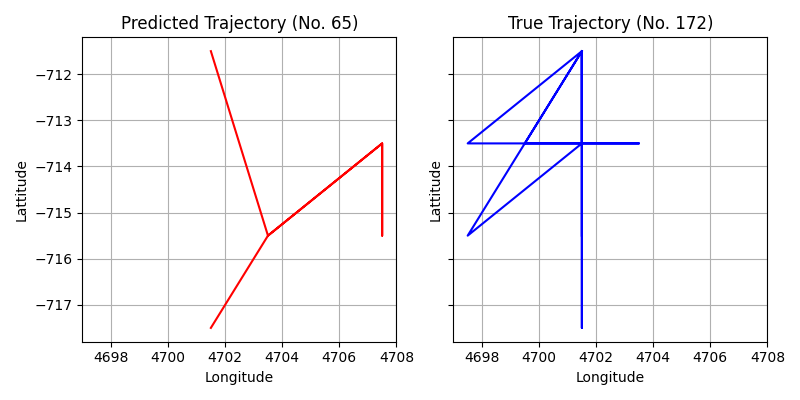 Predicted Trajectory (No. 65)
True Trajectory (No. 172)
Lattitude
−712
−713
−714
−715
−716
−717
4698 4700 4702 4704 4706 4708
Longitude
Lattitude
4698 4700 4702 4704 4706 4708
Longitude